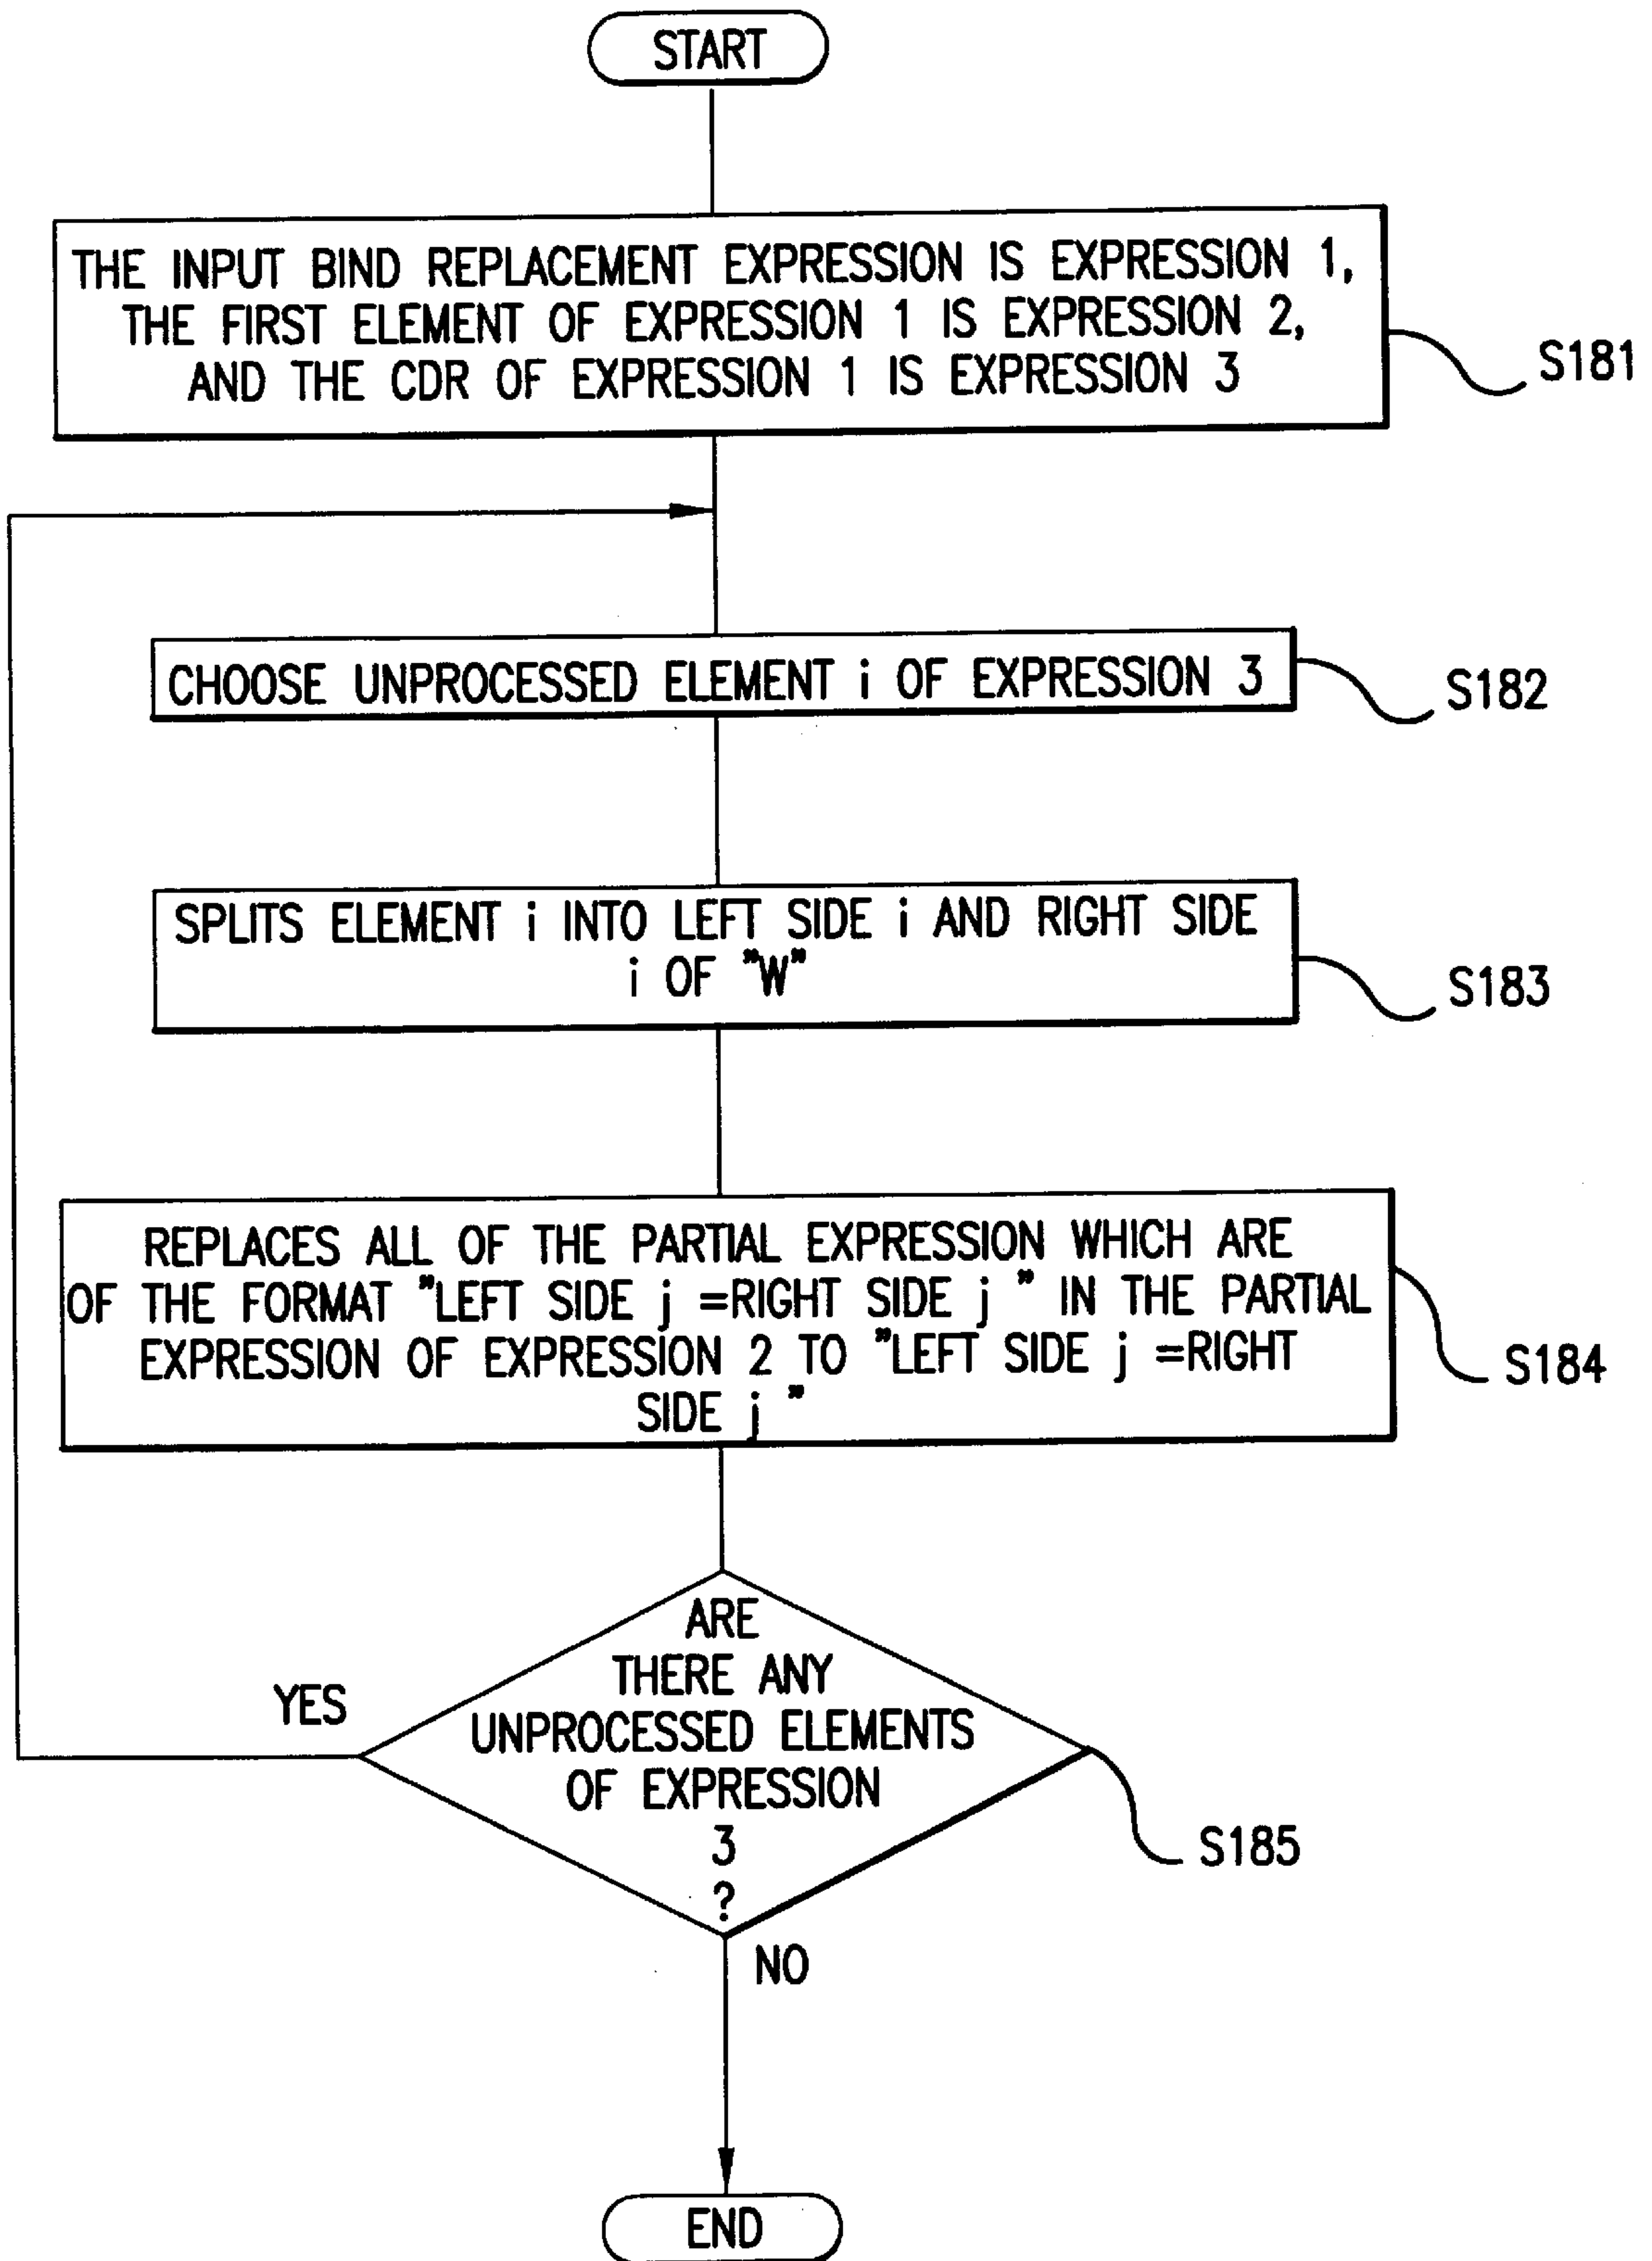 START
THE INPUT BIND REPLACEMENT EXPRESSION IS EXPRESSION 1,
THE FIRST ELEMENT OF EXPRESSION 1 IS EXPRESSION 2,
AND THE CDR OF EXPRESSION 1 IS EXPRESSION 3
S181
CHOOSE UNPROCESSED ELEMENT i OF EXPRESSION 3
S182
SPLITS ELEMENT i INTO LEFT SIDE i AND RIGHT SIDE
i OF "W"
S183
REPLACES ALL OF THE PARTIAL EXPRESSION WHICH ARE
OF THE FORMAT "LEFT SIDE j =RIGHT SIDE j " IN THE PARTIAL
EXPRESSION OF EXPRESSION 2 TO "LEFT SIDE j =RIGHT
SIDE j "
S184
ARE
THERE ANY
UNPROCESSED ELEMENTS
OF EXPRESSION
3
?
YES
S185
NO
END